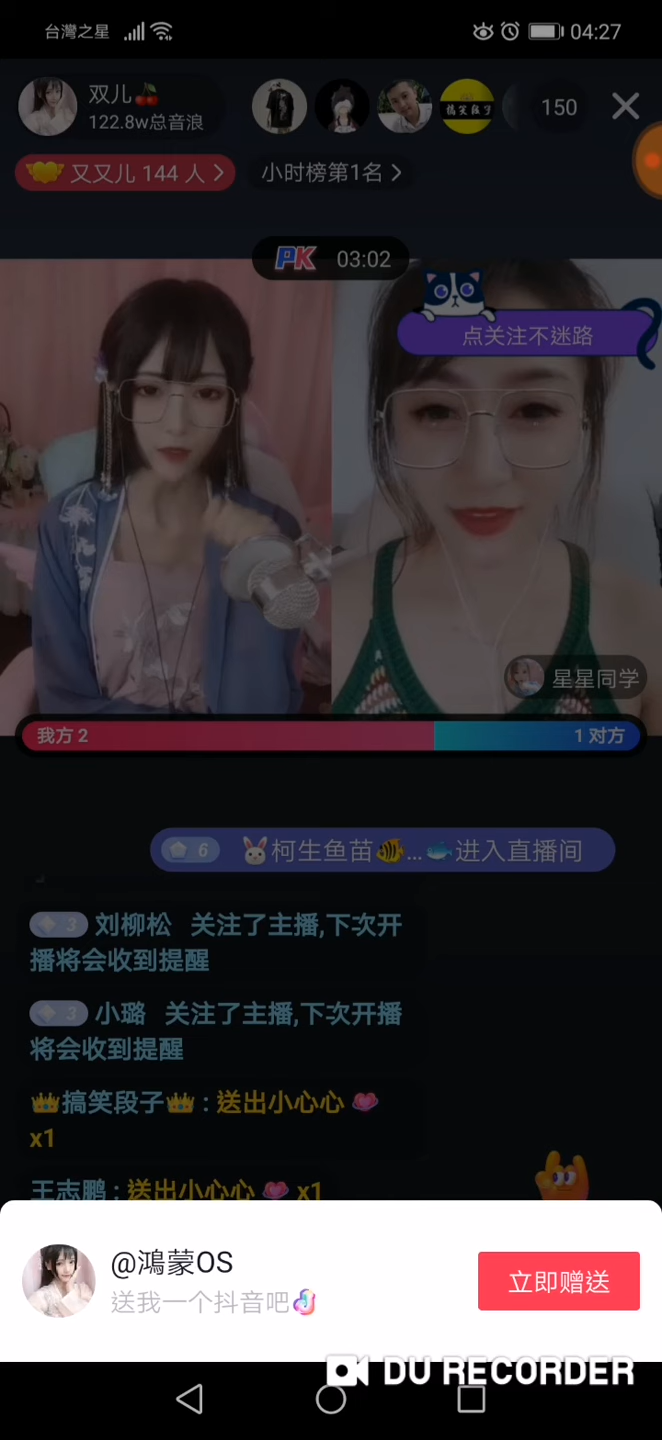 台灣之星
04:27
双儿🍒
122.8w总音浪
搞笑段子
150
又又儿 144 人 >
小时榜第1名 >
PK 03:02
点关注不迷路
星星同学
我方 2
1 对方
6 🐰柯生鱼苗🐠...🐟进入直播间
3 刘柳松 关注了主播,下次开
播将会收到提醒
3 小璐 关注了主播,下次开播
将会收到提醒
👑搞笑段子👑 : 送出小心心
x1
王志鹏 : 送出小心心 x1
@鴻蒙OS
送我一个抖音吧
立即赠送
DU RECORDER